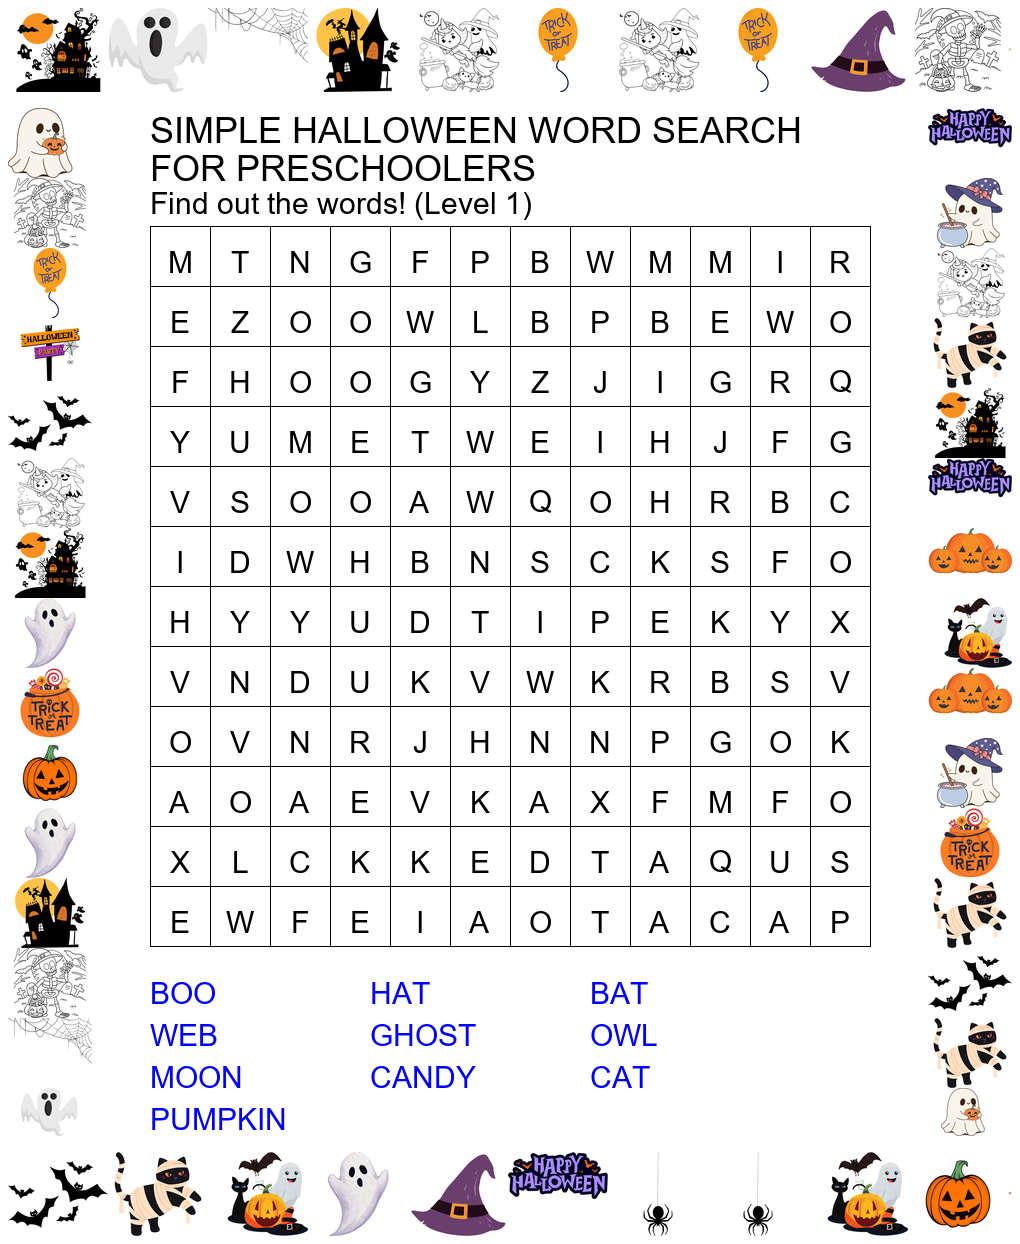 TRICK or TREAT
TRICK or TREAT
SIMPLE HALLOWEEN WORD SEARCH
FOR PRESCHOOLERS
Find out the words! (Level 1)
HAPPY HALLOWEEN
TRICK or TREAT
HALLOWEEN
PARTY
HAPPY HALLOWEEN
TRICK or TREAT
TRICK or TREAT
M T N G F P B W M M I R
E Z O O W L B P B E W O
F H O O G Y Z J I G R Q
Y U M E T W E I H J F G
V S O O A W Q O H R B C
I D W H B N S C K S F O
H Y Y U D T I P E K Y X
V N D U K V W K R B S V
O V N R J H N N P G O K
A O A E V K A X F M F O
X L C K K E D T A Q U S
E W F E I A O T A C A P
BOO HAT BAT
WEB GHOST OWL
MOON CANDY CAT
PUMPKIN
HAPPY HALLOWEEN